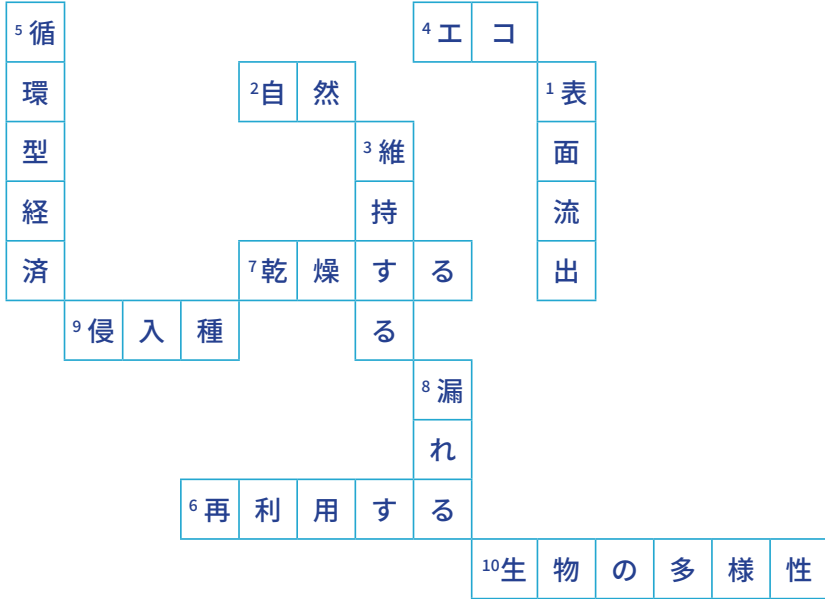 5循環型経済
4エコ
2自然
1表面流出
3維持する
7乾燥する
9侵入種
8漏れる
6再利用する
10生物の多様性